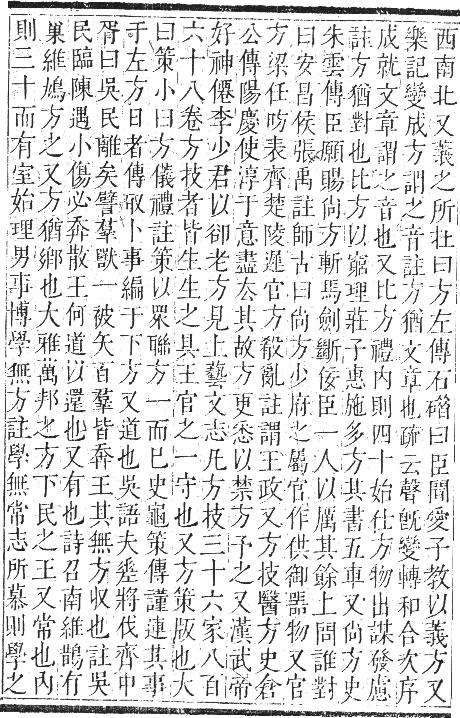 西南北又義之所在曰方左傳石碏曰臣聞愛子教以義方又
樂記變成方謂之音註方猶文章也疏云聲旣變轉和合次序
成就文章謂之音也又比方禮內則四十始仕方物出謀發慮
註方猶對也比方以窮理莊子惠施多方其書五車又尙方史
朱雲傳臣願賜尙方斬馬劍斷佞臣一人以厲其餘上問誰對
曰安昌侯張禹註師古曰尙方少府之屬官作供御器物又官
方梁任昉表齊楚陵遲官方殽亂註謂王政又方技醫方史倉
公傳陽慶使淳于意盡去其故方更悉以禁方予之又漢武帝
好神僊李少君以卻老方見上藝文志凡方技三十六家八百
六十八卷方技者皆生生之具王官之一守也又方策版也大
曰策小曰方儀禮註策以眾聯方一而巳史龜策傳謹連其事
于左方日者傳取卜事編于下方又道也吳語夫差將伐齊申
胥曰吳民離矣譬羣獸一被矢百羣皆奔王其無方收也註吳
民臨陳遇小傷必奔散王何道以還也又有也詩召南維鵲有
巢維鳩方之又方猶鄉也大雅萬邦之方下民之王又常也內
則三十而有室始理男事博學無方註學無常志所慕則學之